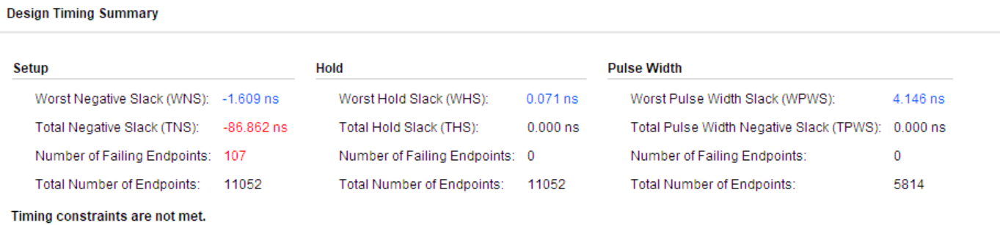 Design Timing Summary
Setup Hold Pulse Width
Worst Negative Slack (WNS): -1.609 ns Worst Hold Slack (WHS): 0.071 ns Worst Pulse Width Slack (WPWS): 4.146 ns
Total Negative Slack (TNS): -86.862 ns Total Hold Slack (THS): 0.000 ns Total Pulse Width Negative Slack (TPWS): 0.000 ns
Number of Failing Endpoints: 107 Number of Failing Endpoints: 0 Number of Failing Endpoints: 0
Total Number of Endpoints: 11052 Total Number of Endpoints: 11052 Total Number of Endpoints: 5814
Timing constraints are not met.